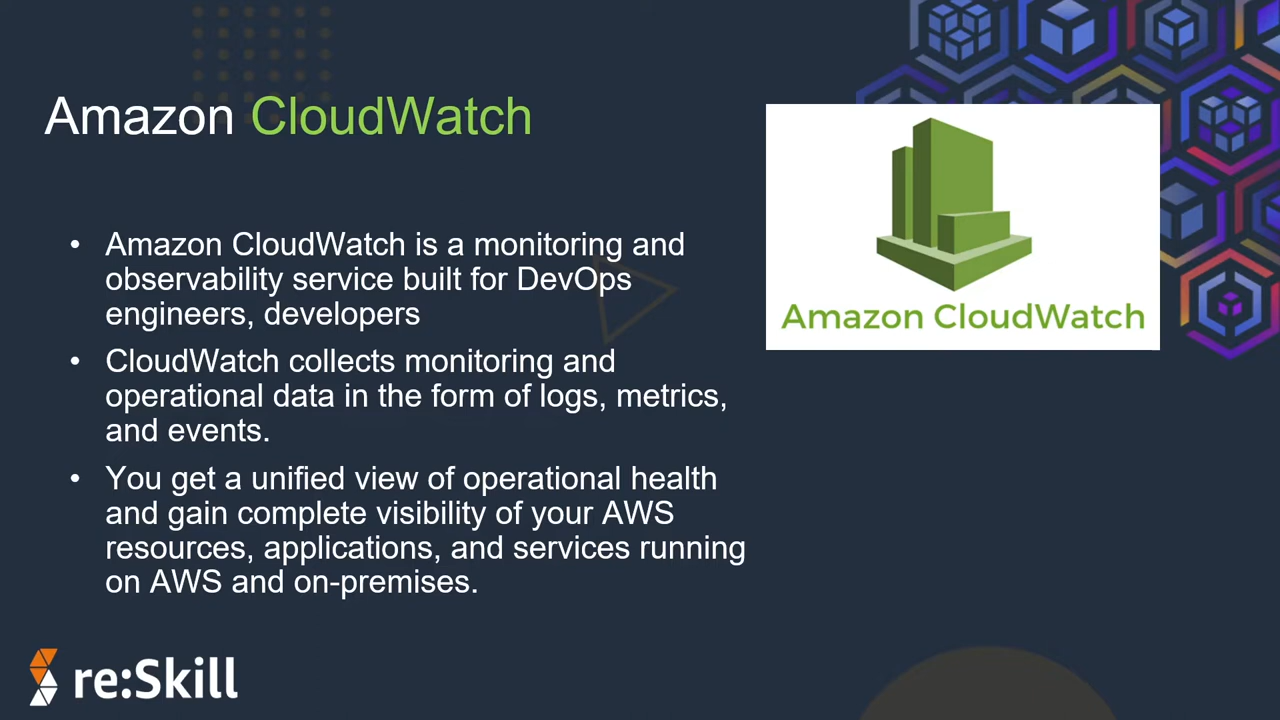 Amazon CloudWatch
Amazon CloudWatch
• Amazon CloudWatch is a monitoring and
observability service built for DevOps
engineers, developers
• CloudWatch collects monitoring and
operational data in the form of logs, metrics,
and events.
• You get a unified view of operational health
and gain complete visibility of your AWS
resources, applications, and services running
on AWS and on-premises.
re:Skill